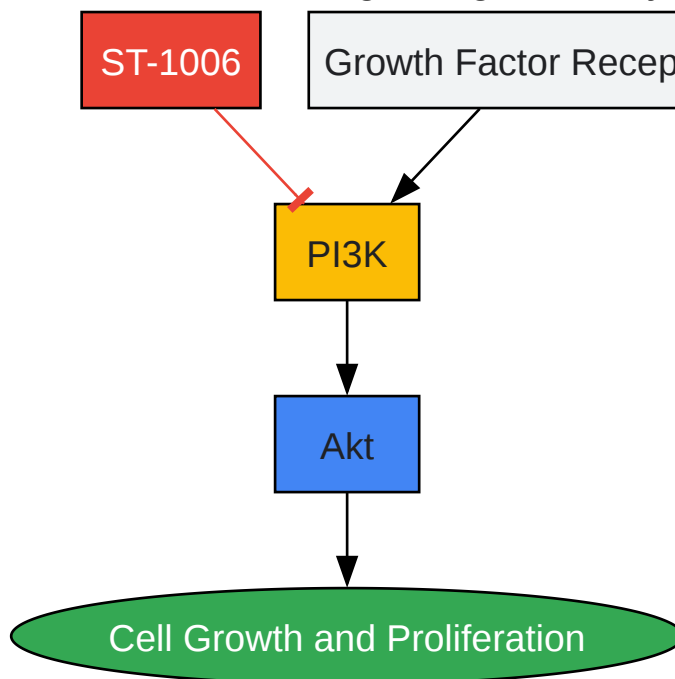 ST-1006
Growth Factor Recep
PI3K
Akt
Cell Growth and Proliferation